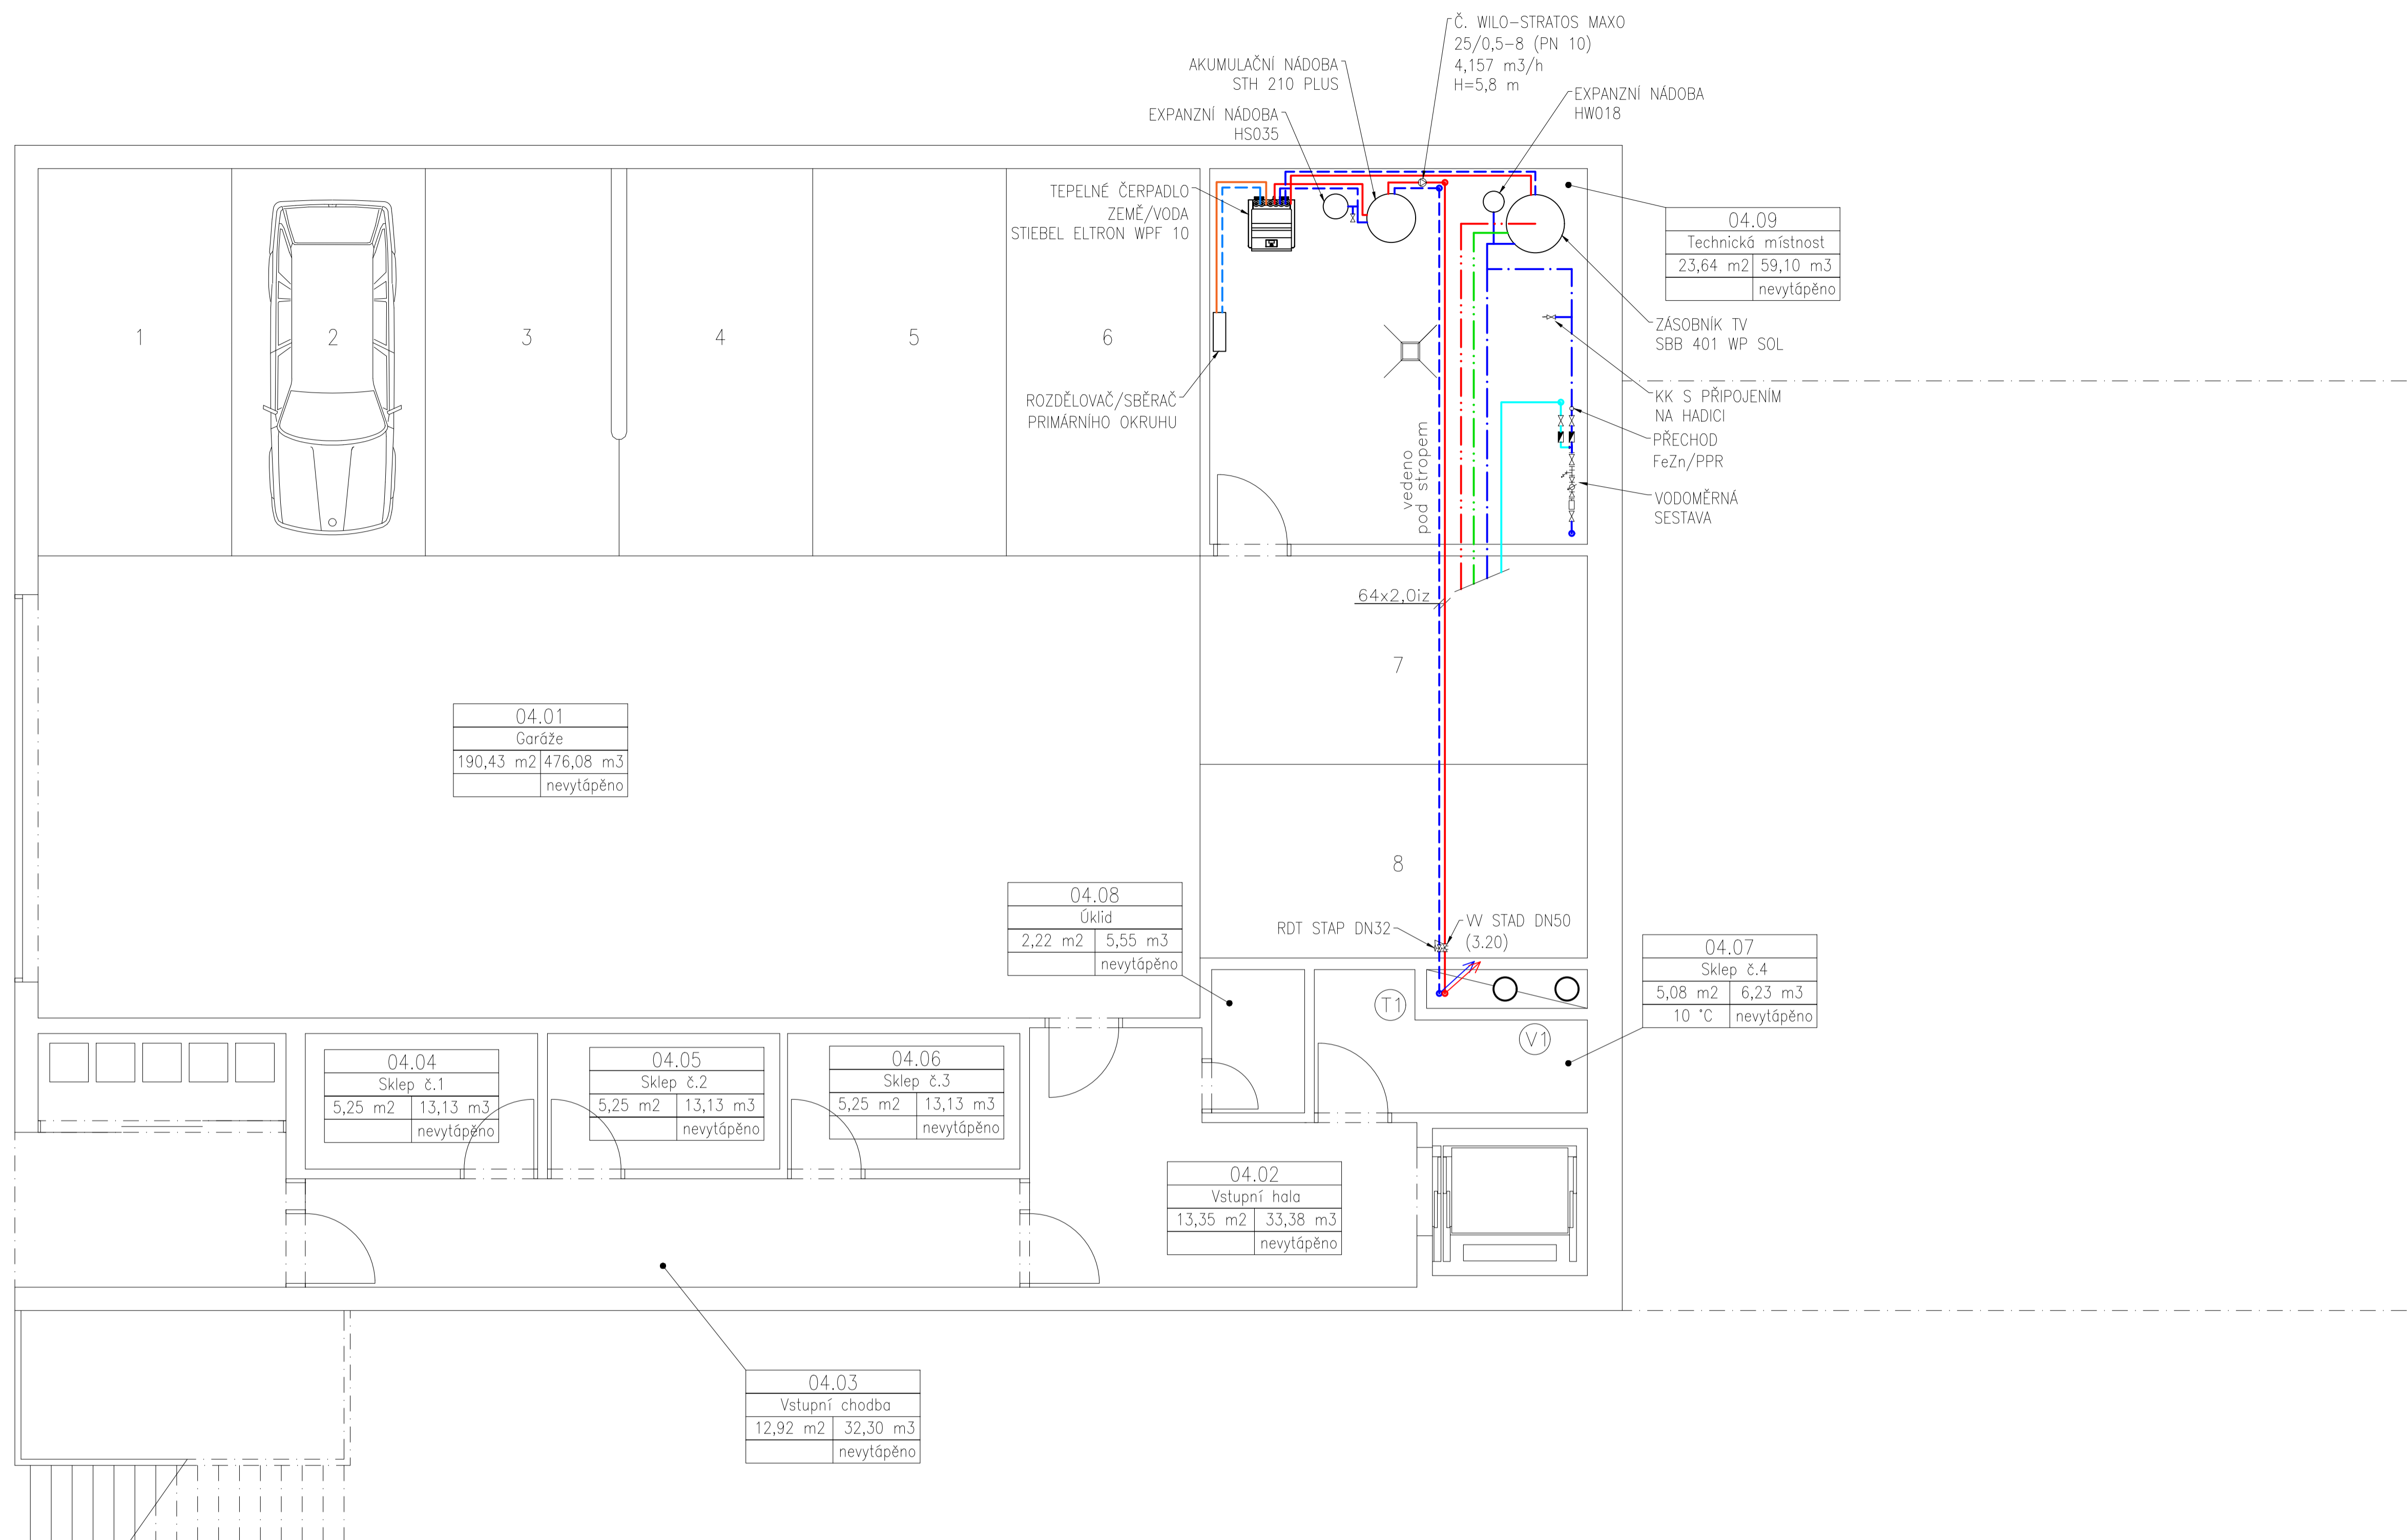 Č. WILO-STRATOS MAXO
25/0,5-8 (PN 10)
4,157 m3/h
H=5,8 m
AKUMULAČNÍ NÁDOBA
STH 210 PLUS
EXPANZNÍ NÁDOBA
HW018
EXPANZNÍ NÁDOBA
HS035
TEPELNÉ ČERPADLO
ZEMĚ/VODA
STIEBEL ELTRON WPF 10
04.09
Technická místnost
23,64 m2 59,10 m3
nevytápěno
1
2
3
4
5
6
ZÁSOBNÍK TV
SBB 401 WP SOL
ROZDĚLOVAČ/SBĚRAČ
PRIMÁRNÍHO OKRUHU
KK S PŘIPOJENÍM
NA HADICI
PŘECHOD
FeZn/PPR
vedeno
pod stropem
VODOMĚRNÁ
SESTAVA
64x2,0iz
7
04.01
Garáže
190,43 m2 476,08 m3
nevytápěno
8
04.08
Úklid
2,22 m2 5,55 m3
nevytápěno
RDT STAP DN32
VV STAD DN50
(3.20)
04.07
Sklep č.4
5,08 m2 6,23 m3
10 °C nevytápěno
T1
V1
04.04
Sklep č.1
5,25 m2 13,13 m3
nevytápěno
04.05
Sklep č.2
5,25 m2 13,13 m3
nevytápěno
04.06
Sklep č.3
5,25 m2 13,13 m3
nevytápěno
04.02
Vstupní hala
13,35 m2 33,38 m3
nevytápěno
04.03
Vstupní chodba
12,92 m2 32,30 m3
nevytápěno